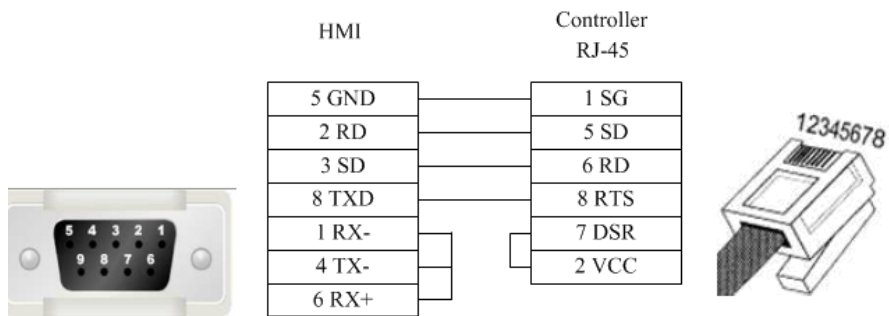 HMI
Controller
RJ-45
5 GND 1 SG
2 RD 5 SD
3 SD 6 RD
8 TXD 8 RTS
1 RX- 7 DSR
4 TX- 2 VCC
6 RX+
5 4 3 2 1
9 8 7 6
12345678